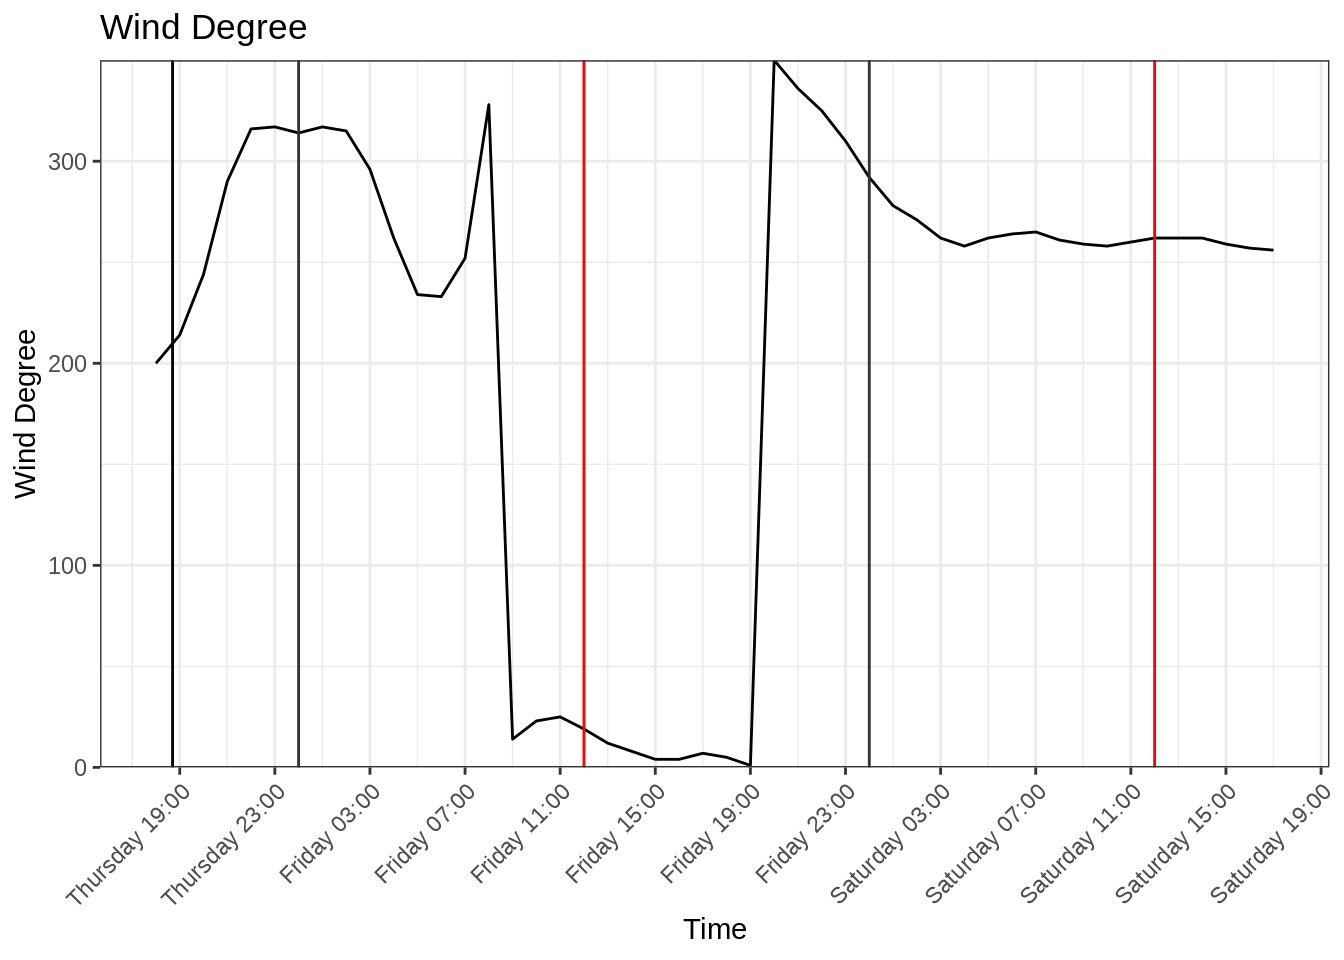 Wind Degree
Wind Degree
300
200
100
0
Thursday 19:00
Thursday 23:00
Friday 03:00
Friday 07:00
Friday 11:00
Friday 15:00
Friday 19:00
Friday 23:00
Saturday 03:00
Saturday 07:00
Saturday 11:00
Saturday 15:00
Saturday 19:00
Time